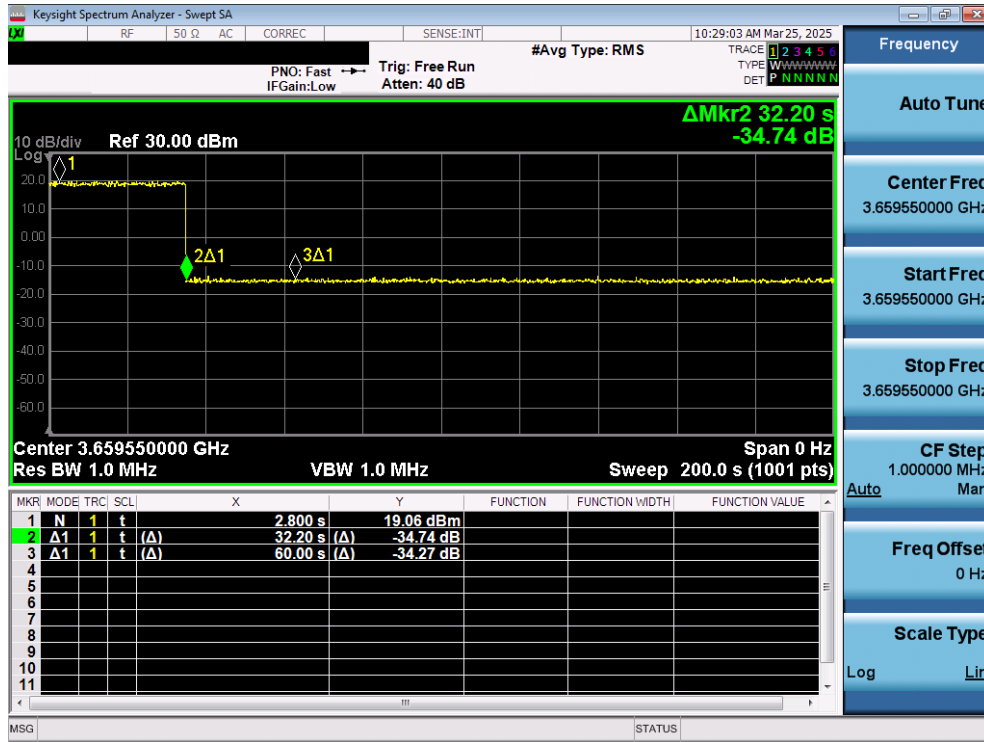 Keysight Spectrum Analyzer - Swept SA
LXI RF 50 Ω AC CORREC SENSE:INT 10:29:03 AM Mar 25, 2025
#Avg Type: RMS TRACE 1 2 3 4 5 6
PNO: Fast Trig: Free Run TYPE WWWWWW
IFGain:Low Atten: 40 dB DET P N N N N N
ΔMkr2 32.20 s
-34.74 dB
10 dB/div Ref 30.00 dBm
Log
1
20.0
10.0
0.00
2Δ1 3Δ1
-10.0
-20.0
-30.0
-40.0
-50.0
-60.0
Center 3.659550000 GHz Span 0 Hz
Res BW 1.0 MHz VBW 1.0 MHz Sweep 200.0 s (1001 pts)
MKR MODE TRC SCL X Y FUNCTION FUNCTION WIDTH FUNCTION VALUE
1 N 1 t 2.800 s 19.06 dBm
2 Δ1 1 t (Δ) 32.20 s (Δ) -34.74 dB
3 Δ1 1 t (Δ) 60.00 s (Δ) -34.27 dB
4
5
6
7
8
9
10
11
MSG STATUS
Frequency
Auto Tune
Center Freq
3.659550000 GHz
Start Freq
3.659550000 GHz
Stop Freq
3.659550000 GHz
CF Step
1.000000 MHz
Auto Man
Freq Offset
0 Hz
Scale Type
Log Lin